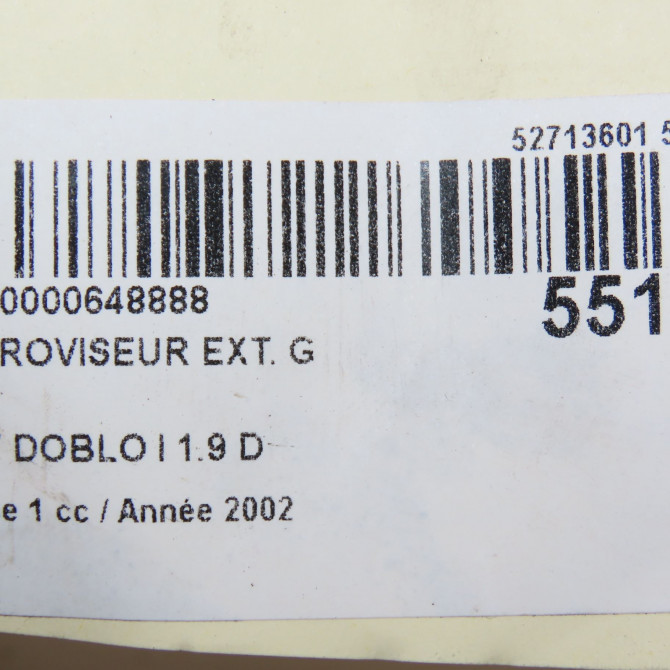 52713601 5
0000648888
551
ROVISEUR EXT. G
DOBLO I 1.9 D
e 1 cc / Année 2002